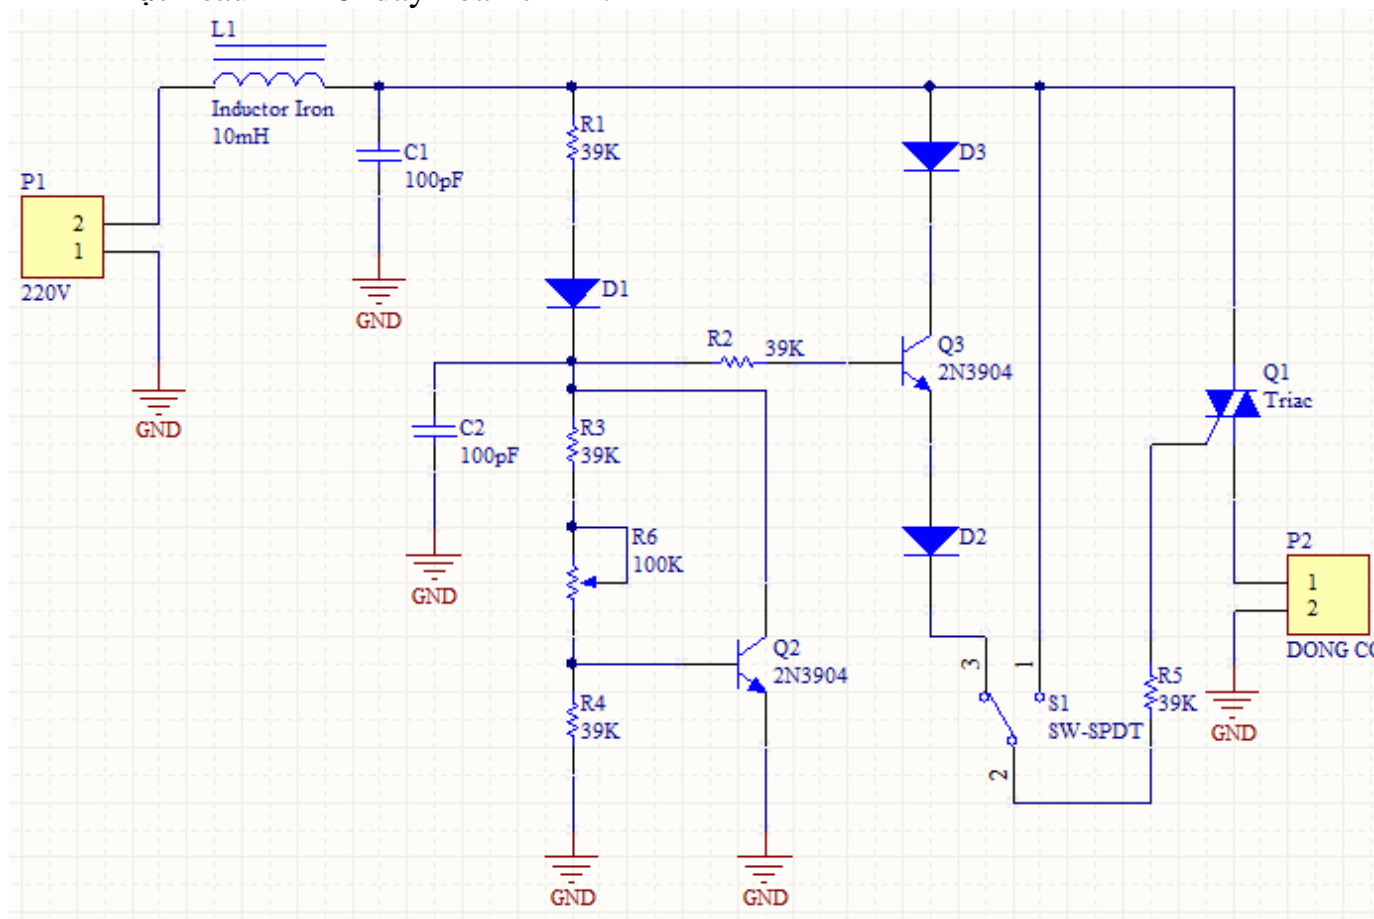 L1
Inductor Iron
10mH
P1
2
1
220V
GND
C1
100pF
GND
R1
39K
D1
R2
39K
C2
100pF
GND
R3
39K
R6
100K
Q2
2N3904
R4
39K
GND
GND
D3
Q3
2N3904
D2
3
1
2
S1
SW-SPDT
Q1
Triac
R5
39K
P2
1
2
DONG CO
GND